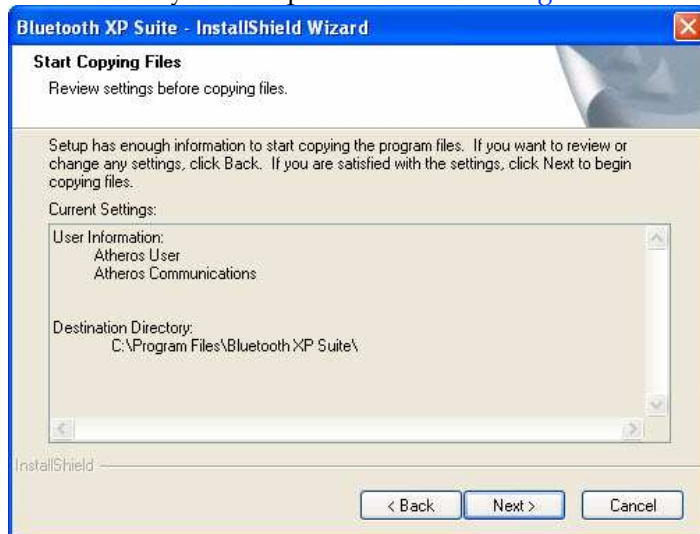 Bluetooth XP Suite - InstallShield Wizard
Start Copying Files
Review settings before copying files.
Setup has enough information to start copying the program files. If you want to review or
change any settings, click Back. If you are satisfied with the settings, click Next to begin
copying files.
Current Settings:
User Information:
Atheros User
Atheros Communications
Destination Directory:
C:\Program Files\Bluetooth XP Suite\
InstallShield
< Back
Next >
Cancel